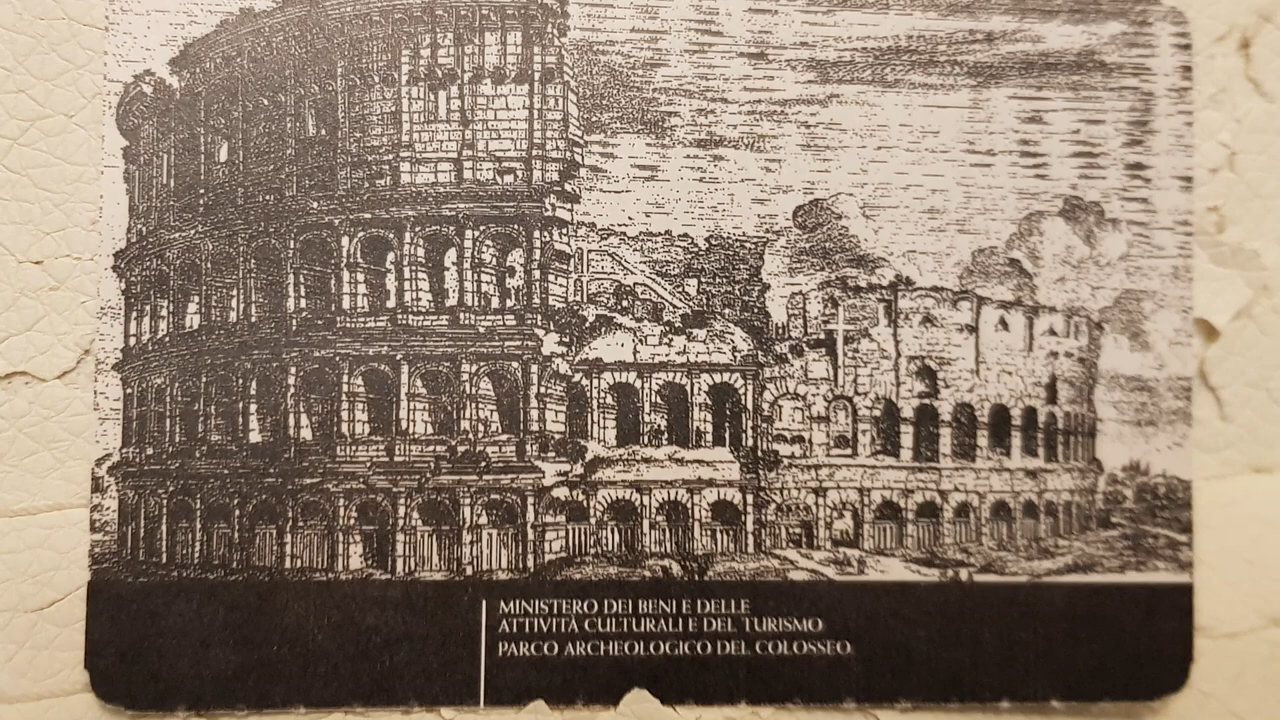 MINISTERO DEI BENI E DELLE
ATTIVITÀ CULTURALI E DEL TURISMO
PARCO ARCHEOLOGICO DEL COLOSSEO